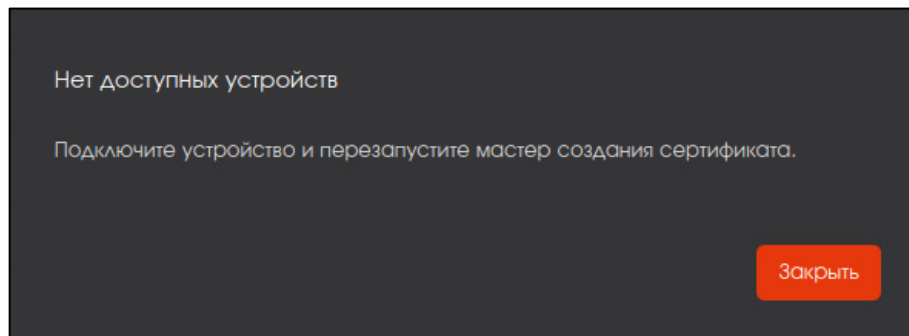 Нет доступных устройств
Подключите устройство и перезапустите мастер создания сертификата.
Закрыть